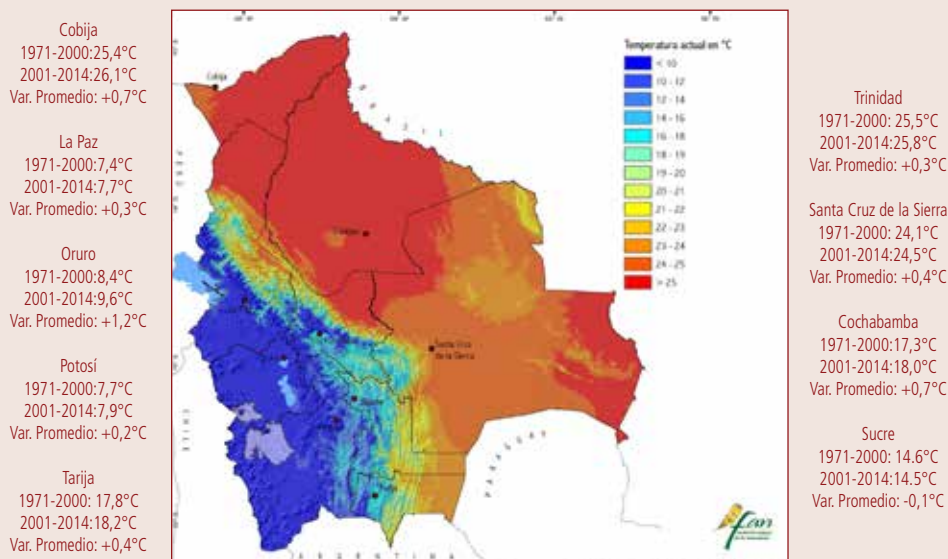 Cobija
1971-2000:25,4°C
2001-2014:26,1°C
Var. Promedio: +0,7°C
La Paz
1971-2000:7,4°C
2001-2014:7,7°C
Var. Promedio: +0,3°C
Oruro
1971-2000:8,4°C
2001-2014:9,6°C
Var. Promedio: +1,2°C
Potosí
1971-2000:7,7°C
2001-2014:7,9°C
Var. Promedio: +0,2°C
Tarija
1971-2000: 17,8°C
2001-2014:18,2°C
Var. Promedio: +0,4°C
Cobija
BRAZIL
PERU
Santa Cruz
de la Sierra
CHILE
PARAGUAY
ARGENTINA
Temperatura actual en °C
< 10
10 - 12
12 - 14
14 - 16
16 - 18
18 - 19
19 - 20
20 - 21
21 - 22
22 - 23
23 - 24
24 - 25
> 25
fan
Trinidad
1971-2000: 25,5°C
2001-2014:25,8°C
Var. Promedio: +0,3°C
Santa Cruz de la Sierra
1971-2000: 24,1°C
2001-2014:24,5°C
Var. Promedio: +0,4°C
Cochabamba
1971-2000:17,3°C
2001-2014:18,0°C
Var. Promedio: +0,7°C
Sucre
1971-2000: 14.6°C
2001-2014:14.5°C
Var. Promedio: -0,1°C